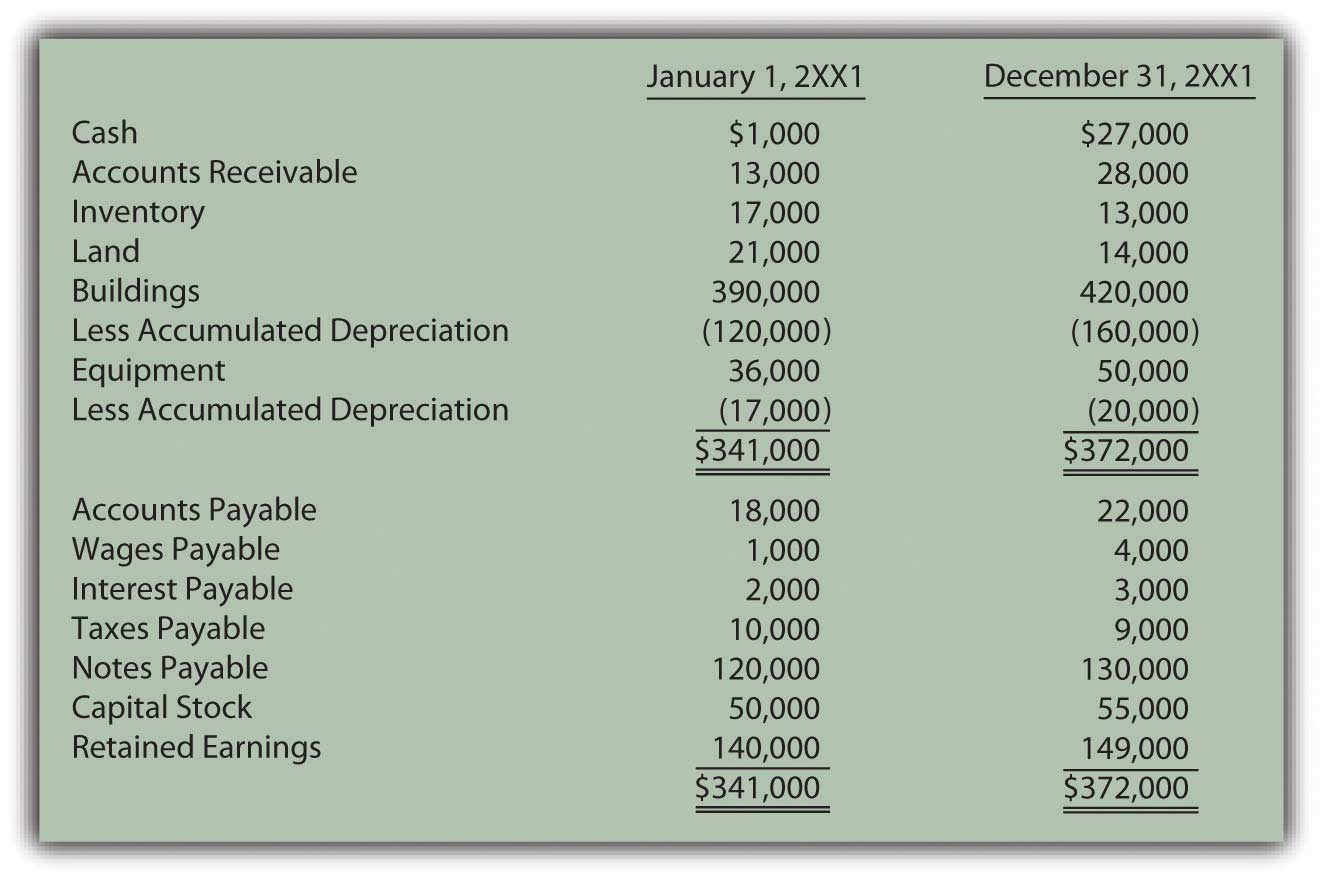 January 1, 2XX1 December 31, 2XX1
Cash $1,000 $27,000
Accounts Receivable 13,000 28,000
Inventory 17,000 13,000
Land 21,000 14,000
Buildings 390,000 420,000
Less Accumulated Depreciation (120,000) (160,000)
Equipment 36,000 50,000
Less Accumulated Depreciation (17,000) (20,000)
$341,000 $372,000
Accounts Payable 18,000 22,000
Wages Payable 1,000 4,000
Interest Payable 2,000 3,000
Taxes Payable 10,000 9,000
Notes Payable 120,000 130,000
Capital Stock 50,000 55,000
Retained Earnings 140,000 149,000
$341,000 $372,000